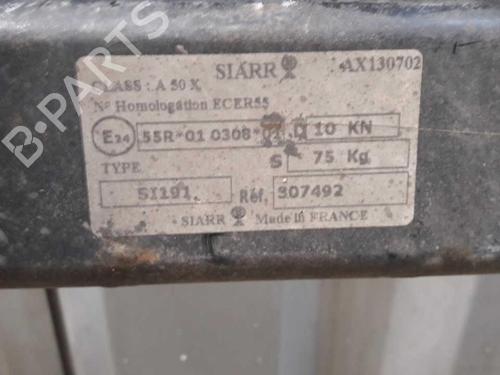 SIARR AX130702
CLASS : A 50 X
Nº Homologation ECER55
E24 55R-01 0308 D 10 KN
S 75 Kg
TYPE
SI191 Réf. 307492
SIARR Made in FRANCE
B-PARTS